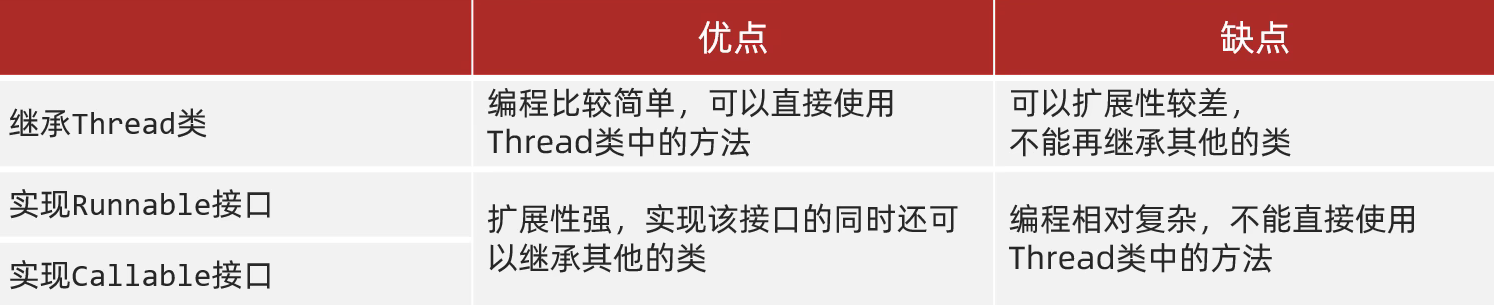 优点
缺点
继承Thread类
编程比较简单，可以直接使用
Thread类中的方法
可以扩展性较差，
不能再继承其他的类
实现Runnable接口
实现Callable接口
扩展性强，实现该接口的同时还可
以继承其他的类
编程相对复杂，不能直接使用
Thread类中的方法